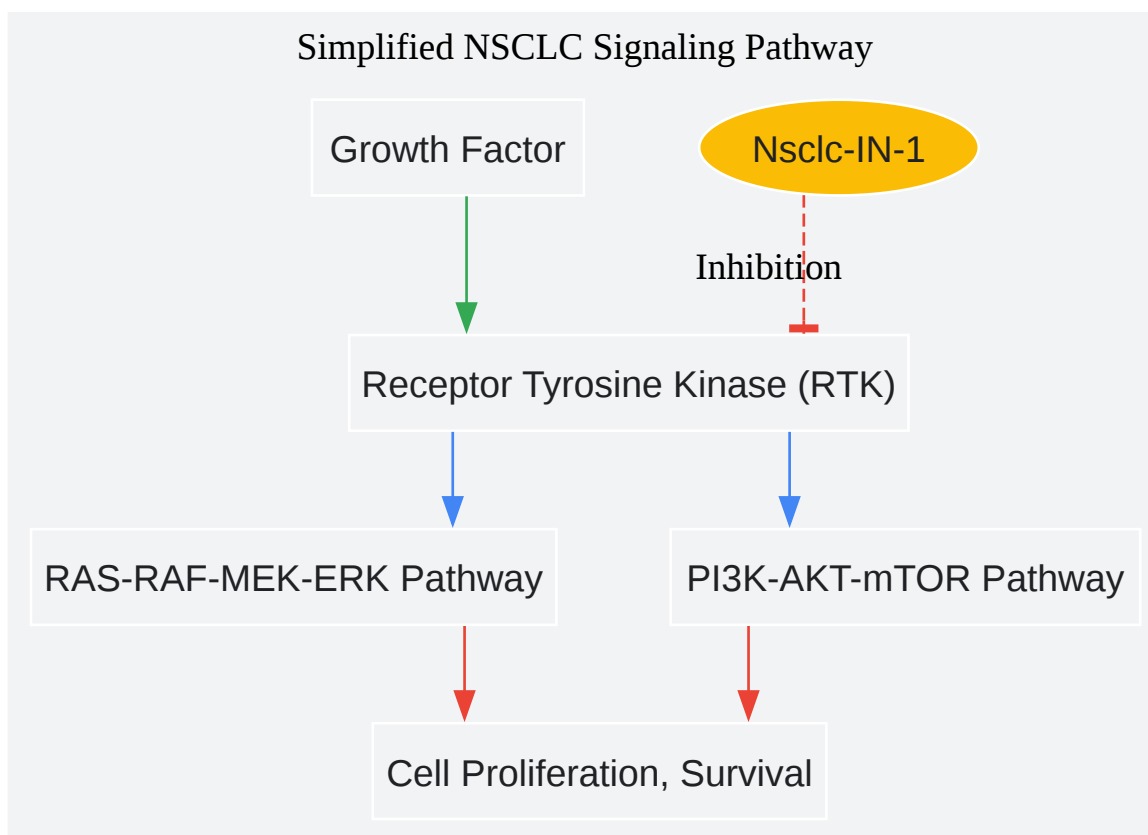 Simplified NSCLC Signaling Pathway
Growth Factor
Nsclc-IN-1
Inhibition
Receptor Tyrosine Kinase (RTK)
RAS-RAF-MEK-ERK Pathway
PI3K-AKT-mTOR Pathway
Cell Proliferation, Survival